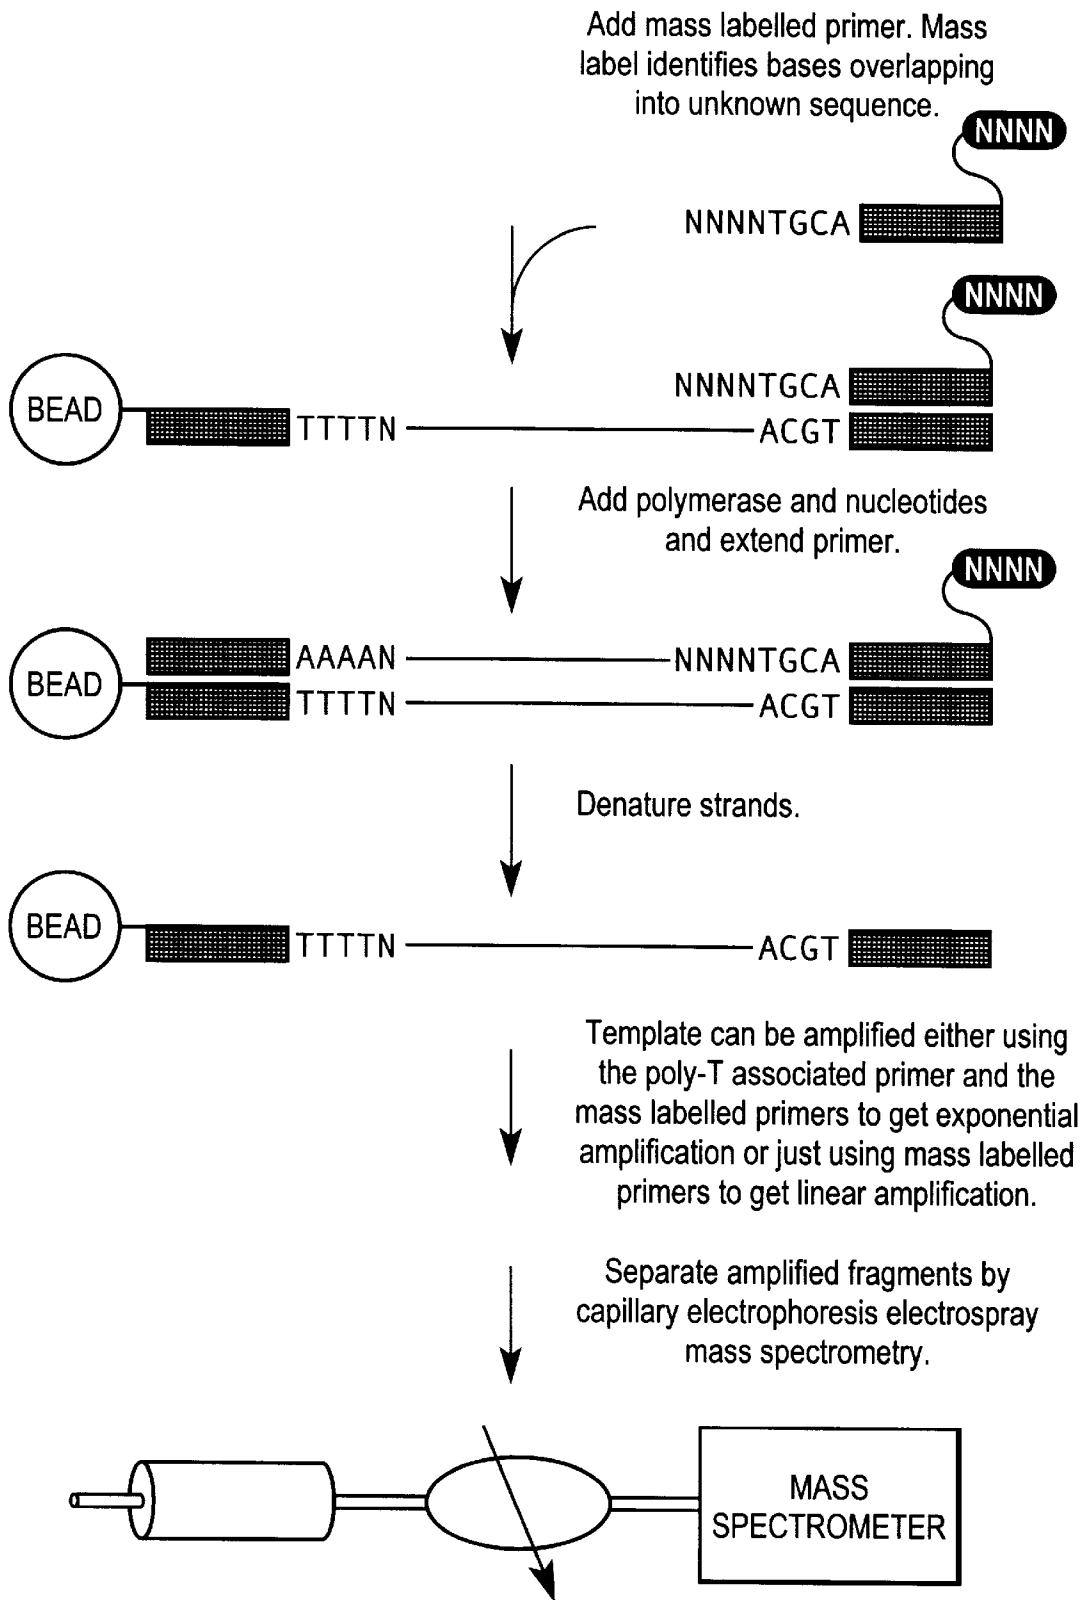 Add mass labelled primer. Mass
label identifies bases overlapping
into unknown sequence.
NNNN
NNNNTGCA
NNNN
NNNNTGCA
BEAD
TTTTN
ACGT
Add polymerase and nucleotides
and extend primer.
NNNN
AAAAN
NNNNTGCA
BEAD
TTTTN
ACGT
Denature strands.
BEAD
TTTTN
ACGT
Template can be amplified either using
the poly-T associated primer and the
mass labelled primers to get exponential
amplification or just using mass labelled
primers to get linear amplification.
Separate amplified fragments by
capillary electrophoresis electrospray
mass spectrometry.
MASS
SPECTROMETER